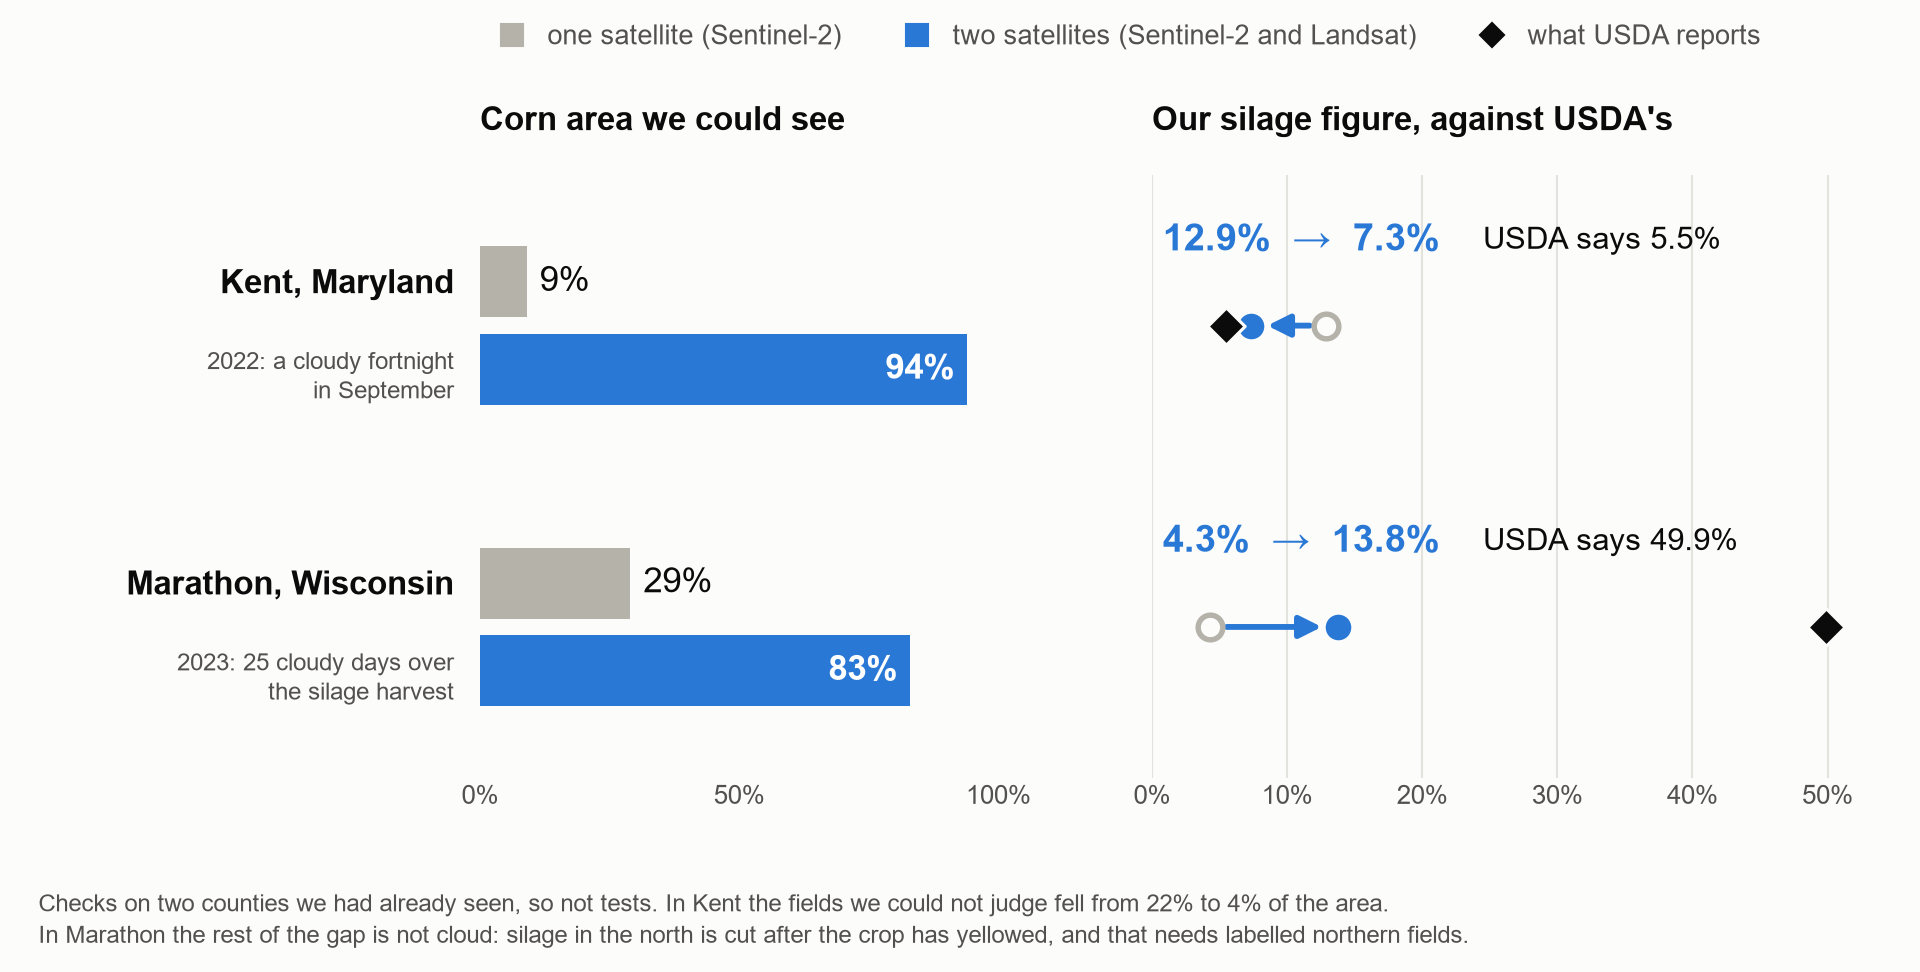 one satellite (Sentinel-2)
two satellites (Sentinel-2 and Landsat)
what USDA reports
Corn area we could see
Our silage figure, against USDA's
Kent, Maryland
2022: a cloudy fortnight
in September
9%
94%
12.9% → 7.3%
USDA says 5.5%
Marathon, Wisconsin
2023: 25 cloudy days over
the silage harvest
29%
83%
4.3% → 13.8%
USDA says 49.9%
0% 50% 100%
0% 10% 20% 30% 40% 50%
Checks on two counties we had already seen, so not tests. In Kent the fields we could not judge fell from 22% to 4% of the area.
In Marathon the rest of the gap is not cloud: silage in the north is cut after the crop has yellowed, and that needs labelled northern fields.